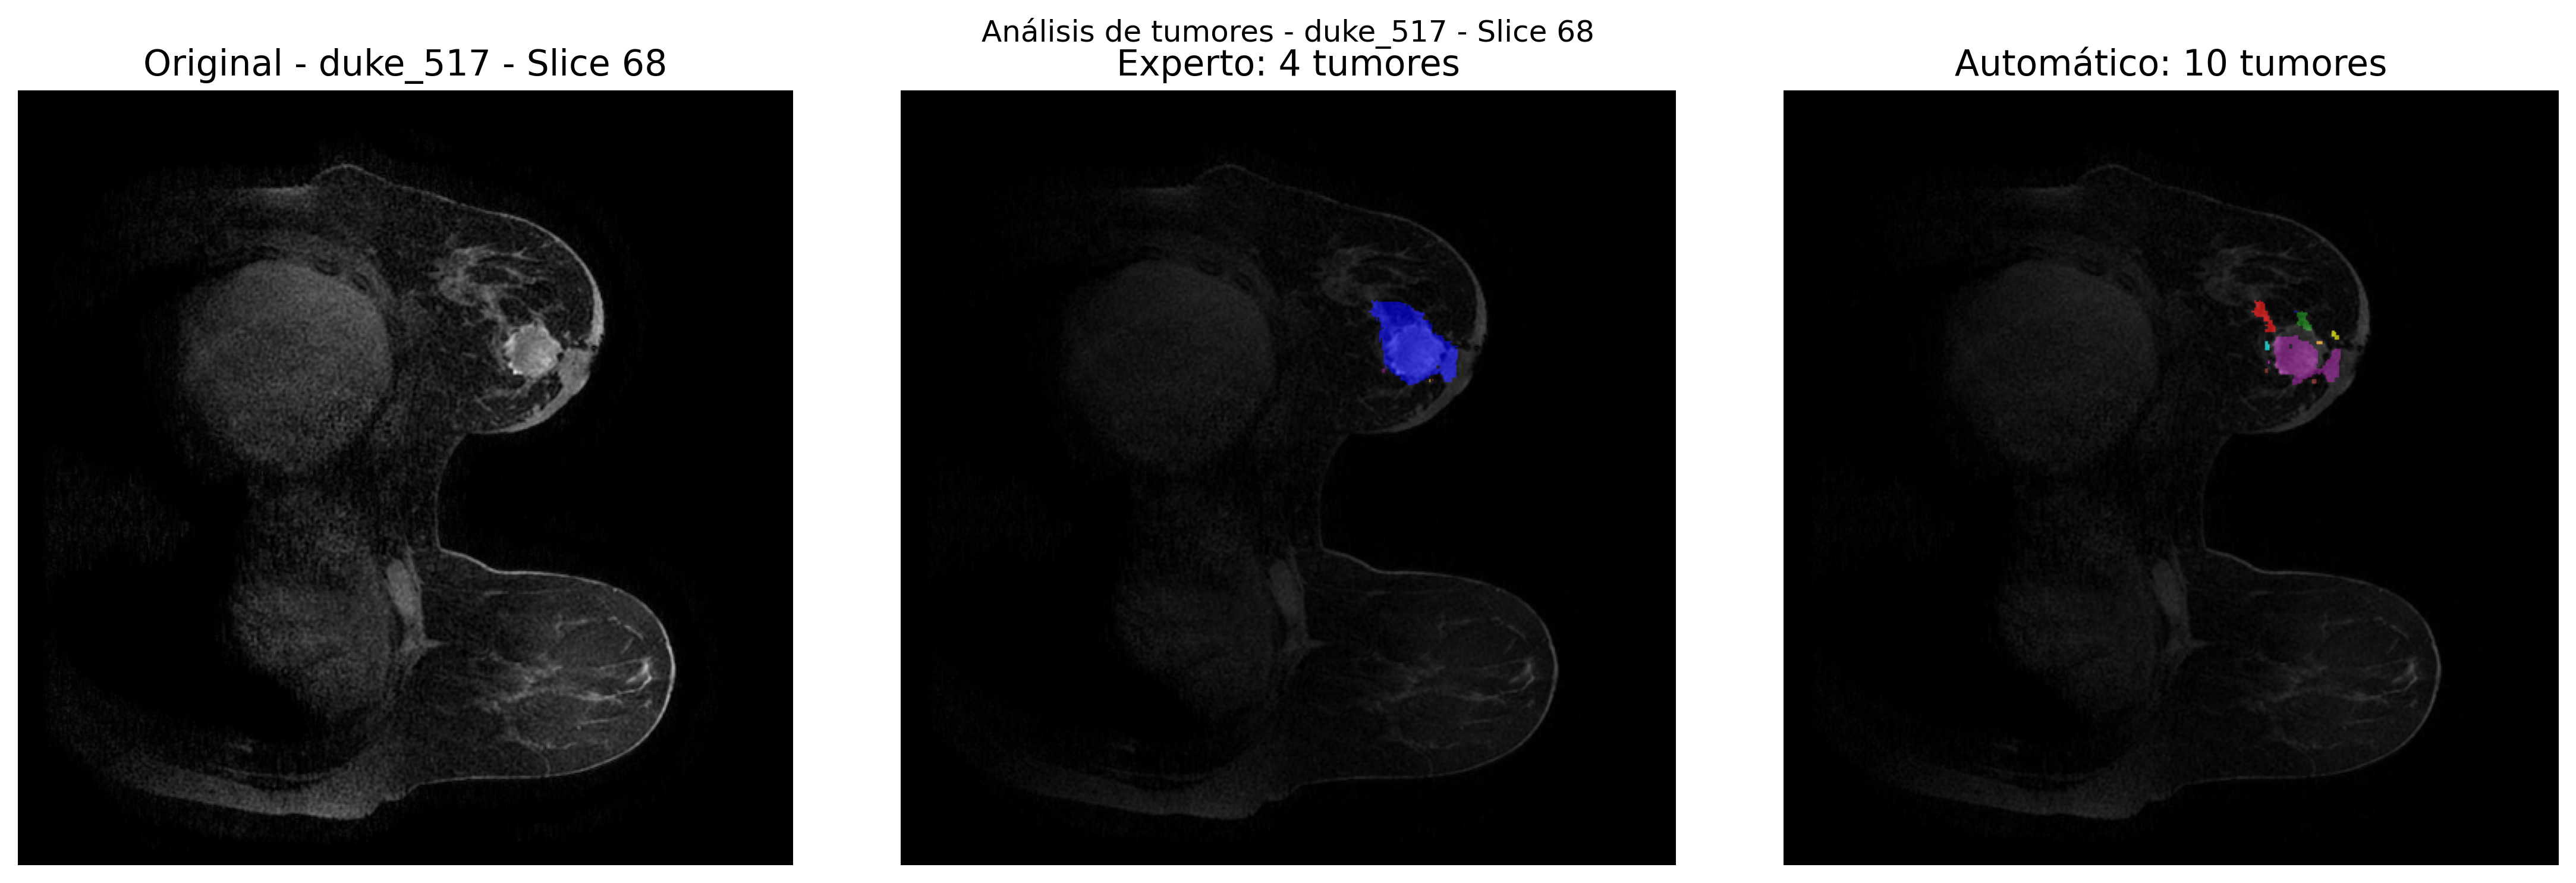 Análisis de tumores - duke_517 - Slice 68
Original - duke_517 - Slice 68
Experto: 4 tumores
Automático: 10 tumores